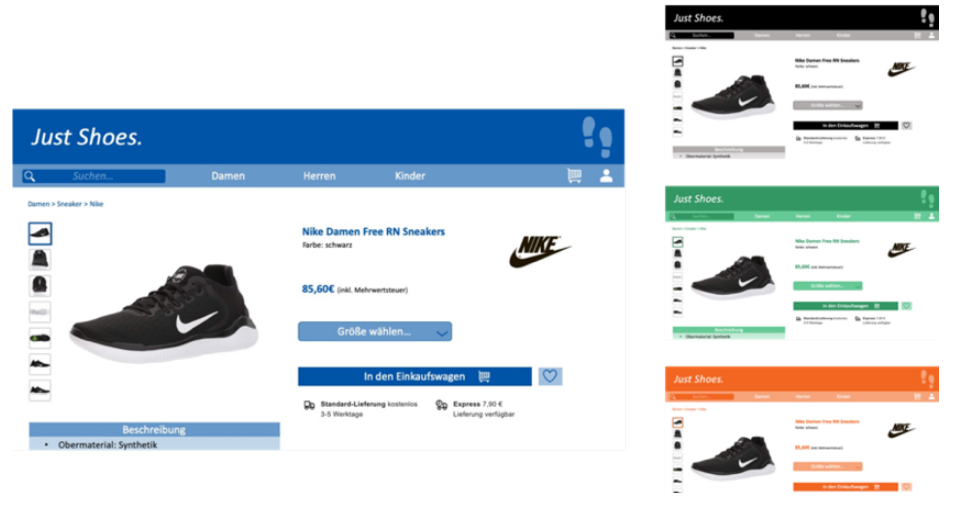 Just Shoes.
Suchen... Damen Herren Kinder
Damen > Sneaker > Nike
Nike Damen Free RN Sneakers
Farbe: schwarz
NIKE
85,60€ (inkl. Mehrwertsteuer)
Größe wählen...
In den Einkaufswagen
Standard-Lieferung kostenlos
3-5 Werktage
Express 7,90 €
Lieferung verfügbar
Beschreibung
• Obermaterial: Synthetik
Just Shoes.
Suchen... Damen Herren Kinder
Damen > Sneaker > Nike
Nike Damen Free RN Sneakers
Farbe: schwarz
NIKE
85,60€ (inkl. Mehrwertsteuer)
Größe wählen...
In den Einkaufswagen
Standard-Lieferung kostenlos
3-5 Werktage
Express 7,90 €
Lieferung verfügbar
Beschreibung
• Obermaterial: Synthetik
Just Shoes.
Suchen... Damen Herren Kinder
Damen > Sneaker > Nike
Nike Damen Free RN Sneakers
Farbe: schwarz
NIKE
85,60€ (inkl. Mehrwertsteuer)
Größe wählen...
In den Einkaufswagen
Standard-Lieferung kostenlos
3-5 Werktage
Express 7,90 €
Lieferung verfügbar
Beschreibung
• Obermaterial: Synthetik
Just Shoes.
Suchen... Damen Herren Kinder
Damen > Sneaker > Nike
Nike Damen Free RN Sneakers
Farbe: schwarz
NIKE
85,60€ (inkl. Mehrwertsteuer)
Größe wählen...
In den Einkaufswagen